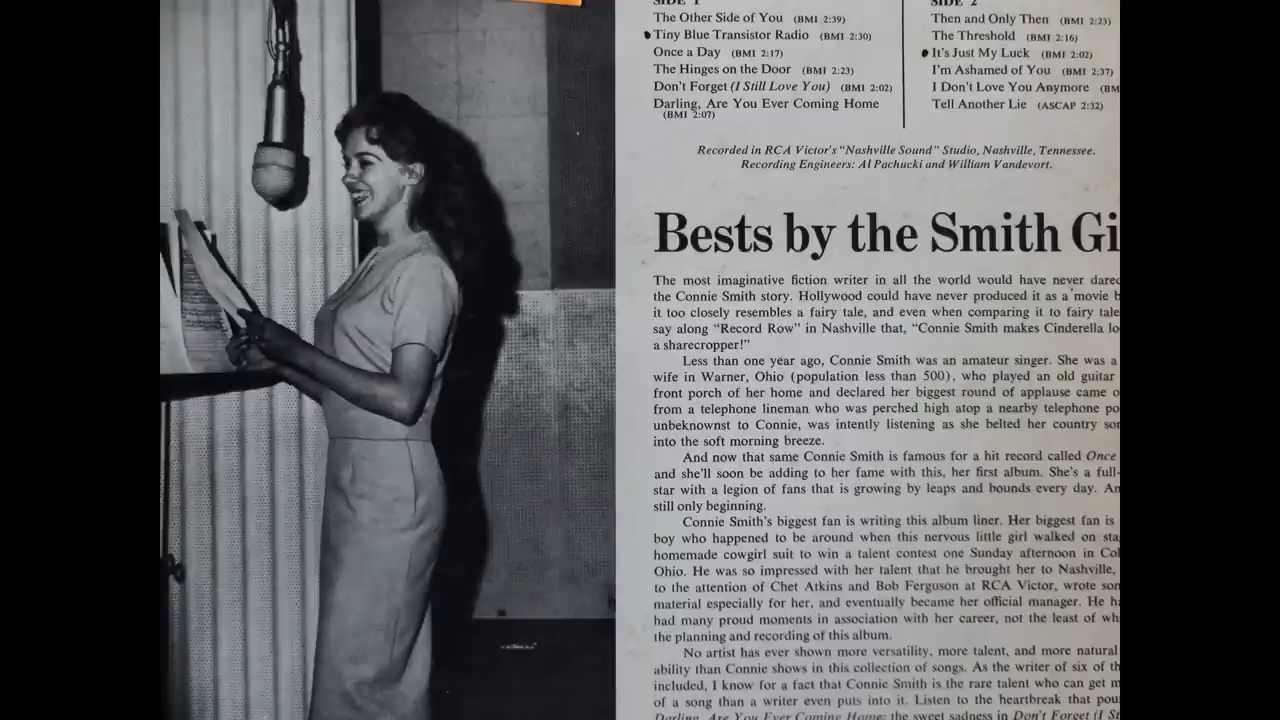 SIDE 1
The Other Side of You (BMI 2:39)
Tiny Blue Transistor Radio (BMI 2:30)
Once a Day (BMI 2:17)
The Hinges on the Door (BMI 2:23)
Don't Forget (I Still Love You) (BMI 2:02)
Darling, Are You Ever Coming Home
(BMI 2:07)
SIDE 2
Then and Only Then (BMI 2:23)
The Threshold (BMI 2:16)
It's Just My Luck (BMI 2:02)
I'm Ashamed of You (BMI 2:37)
I Don't Love You Anymore (BM
Tell Another Lie (ASCAP 2:32)
Recorded in RCA Victor's "Nashville Sound" Studio, Nashville, Tennessee.
Recording Engineers: Al Pachucki and William Vandevort.
Bests by the Smith Gi
The most imaginative fiction writer in all the world would have never dared
the Connie Smith story. Hollywood could have never produced it as a movie b
it too closely resembles a fairy tale, and even when comparing it to fairy tale
say along "Record Row" in Nashville that, "Connie Smith makes Cinderella lo
a sharecropper!"
Less than one year ago, Connie Smith was an amateur singer. She was a
wife in Warner, Ohio (population less than 500), who played an old guitar
front porch of her home and declared her biggest round of applause came o
from a telephone lineman who was perched high atop a nearby telephone po
unbeknownst to Connie, was intently listening as she belted her country son
into the soft morning breeze.
And now that same Connie Smith is famous for a hit record called Once
and she'll soon be adding to her fame with this, her first album. She's a full-
star with a legion of fans that is growing by leaps and bounds every day. An
still only beginning.
Connie Smith's biggest fan is writing this album liner. Her biggest fan is
boy who happened to be around when this nervous little girl walked on sta
homemade cowgirl suit to win a talent contest one Sunday afternoon in Col
Ohio. He was so impressed with her talent that he brought her to Nashville,
to the attention of Chet Atkins and Bob Ferguson at RCA Victor, wrote som
material especially for her, and eventually became her official manager. He ha
had many proud moments in association with her career, not the least of wh
the planning and recording of this album.
No artist has ever shown more versatility, more talent, and more natural
ability than Connie shows in this collection of songs. As the writer of six of th
included, I know for a fact that Connie Smith is the rare talent who can get m
of a song than a writer even puts into it. Listen to the heartbreak that pou
Darling, Are You Ever Coming Home; the sweet sadness in Don't Forget (I St